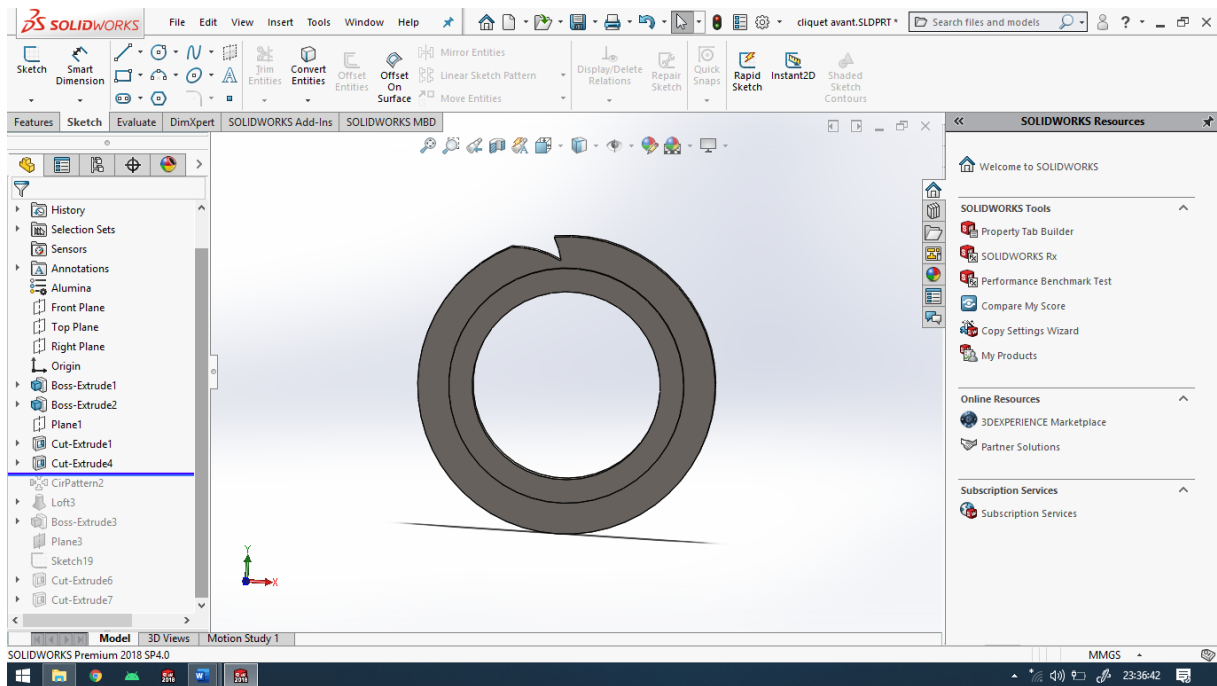 SOLIDWORKS File Edit View Insert Tools Window Help cliquet avant.SLDPRT * Search files and models
Sketch Smart Dimension Trim Entities Convert Entities Offset Entities Offset On Surface Mirror Entities Linear Sketch Pattern Move Entities Display/Delete Relations Repair Sketch Quick Snaps Rapid Sketch Instant2D Shaded Sketch Contours
Features Sketch Evaluate DimXpert SOLIDWORKS Add-Ins SOLIDWORKS MBD
History
Selection Sets
Sensors
Annotations
Alumina
Front Plane
Top Plane
Right Plane
Origin
Boss-Extrude1
Boss-Extrude2
Plane1
Cut-Extrude1
Cut-Extrude4
CirPattern2
Loft3
Boss-Extrude3
Plane3
Sketch19
Cut-Extrude6
Cut-Extrude7
Y
X
SOLIDWORKS Resources
Welcome to SOLIDWORKS
SOLIDWORKS Tools
Property Tab Builder
SOLIDWORKS Rx
Performance Benchmark Test
Compare My Score
Copy Settings Wizard
My Products
Online Resources
3DEXPERIENCE Marketplace
Partner Solutions
Subscription Services
Subscription Services
Model 3D Views Motion Study 1
SOLIDWORKS Premium 2018 SP4.0 MMGS
23:36:42